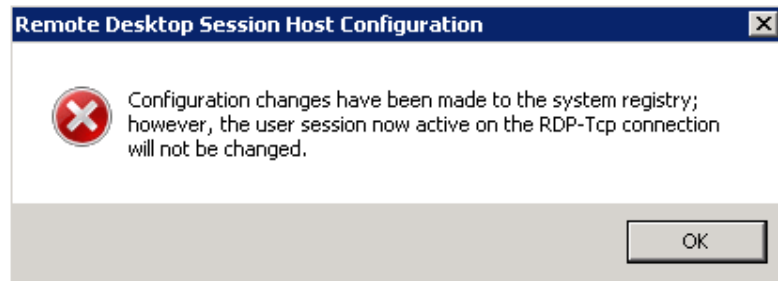 Remote Desktop Session Host Configuration
Configuration changes have been made to the system registry;
however, the user session now active on the RDP-Tcp connection
will not be changed.
OK